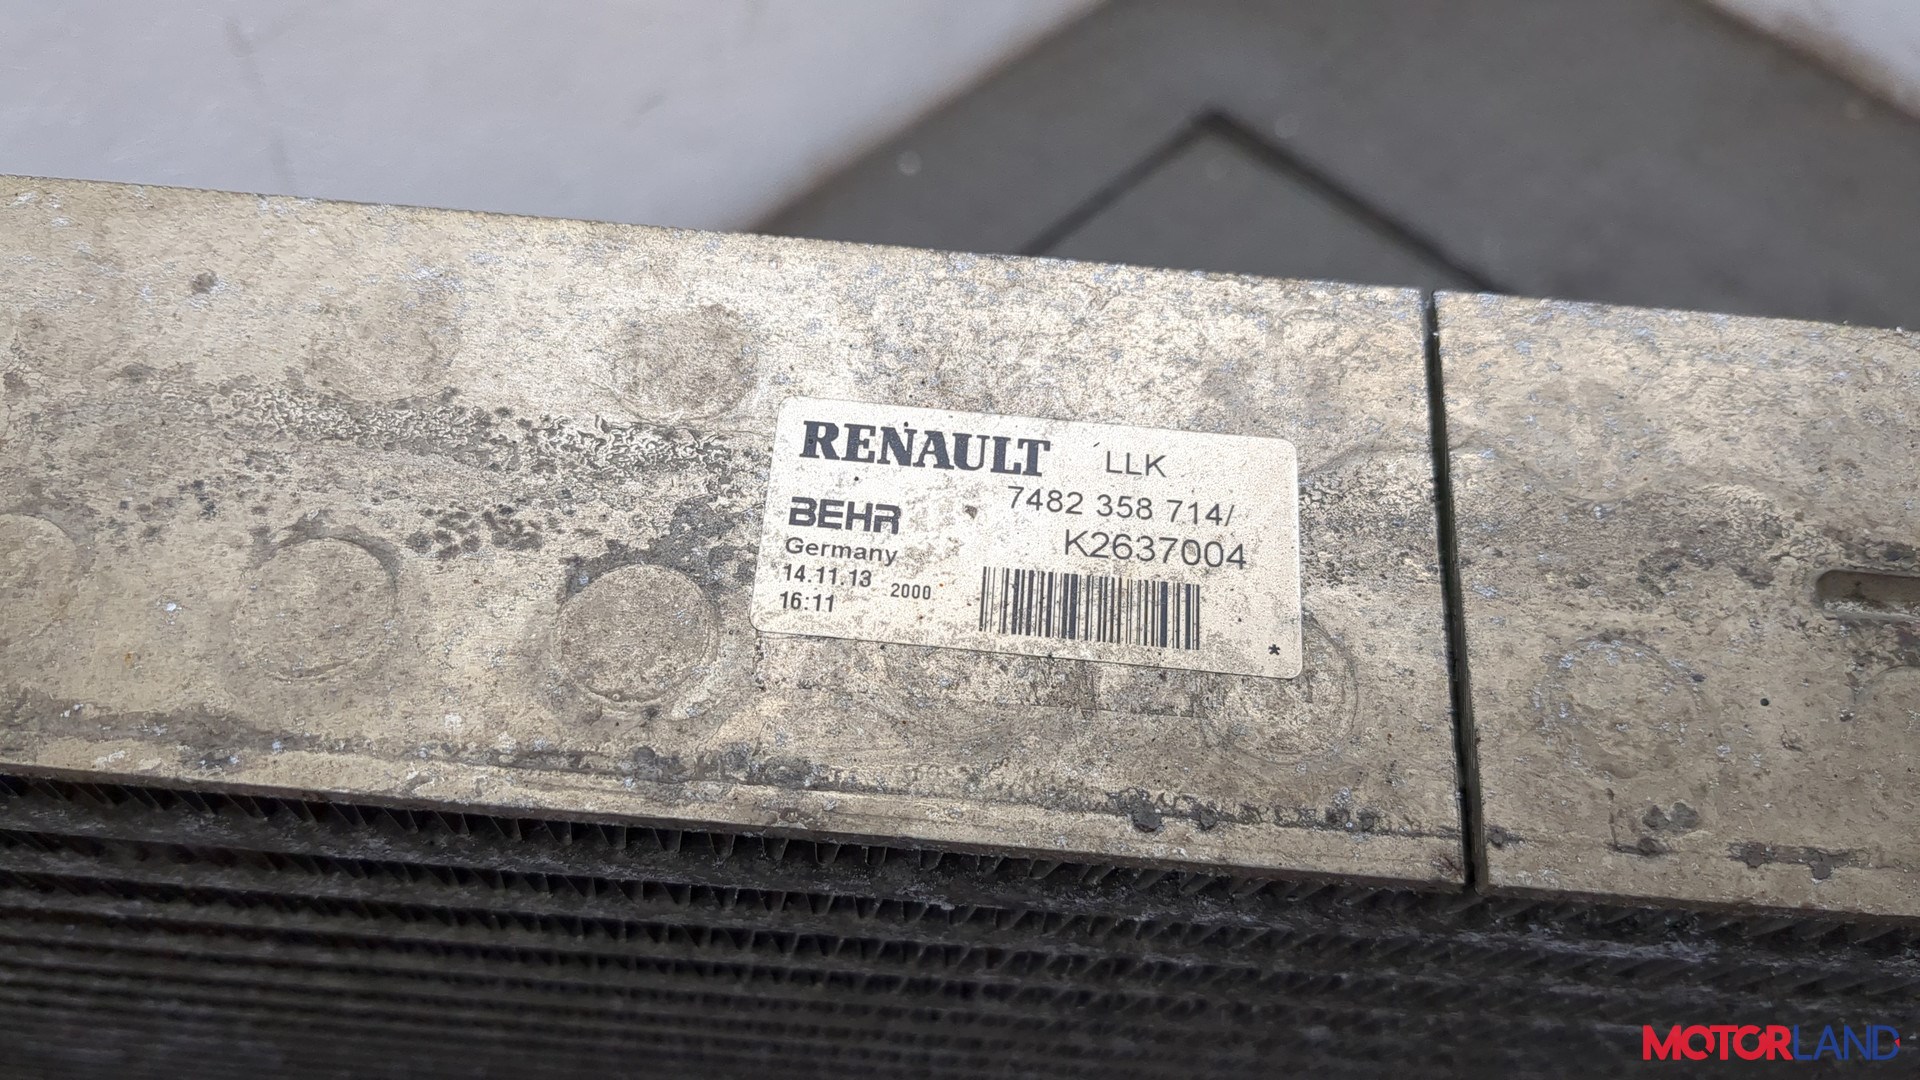 RENAULT LLK
7482 358 714/
BEHR
K2637004
Germany
14.11.13 2000
16:11
*
MOTORLAND